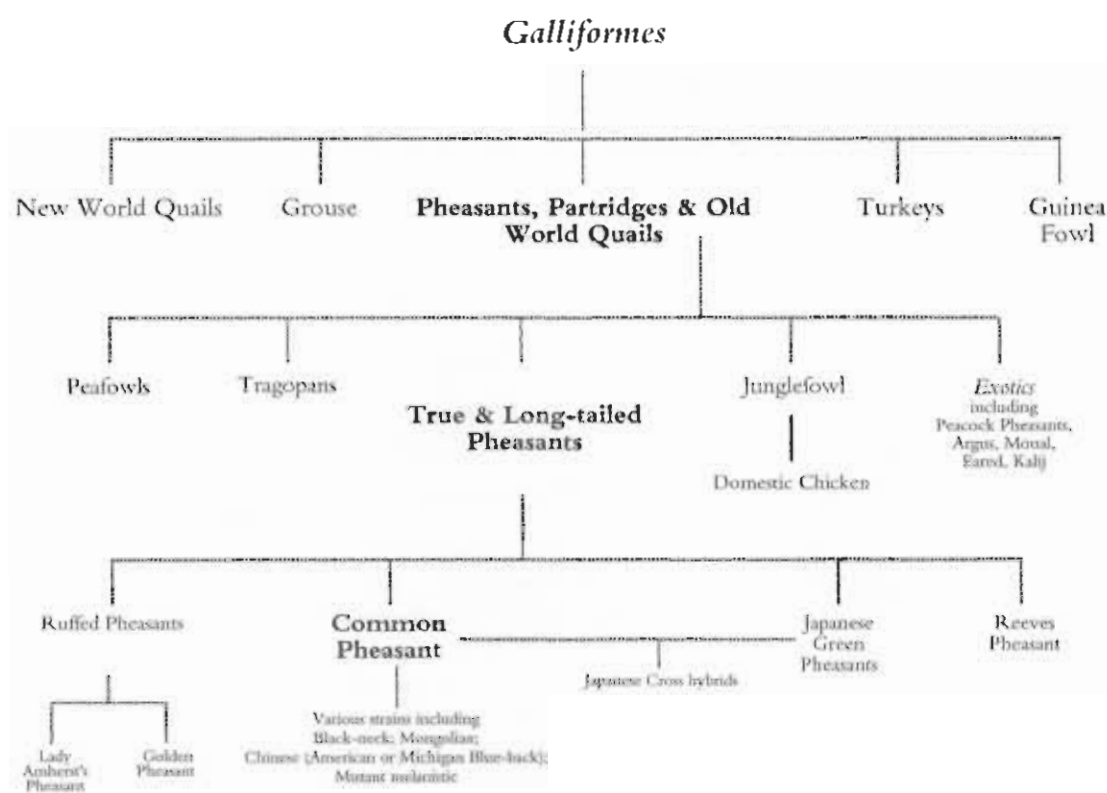 Galliformes
New World Quails
Grouse
Pheasants, Partridges & Old
World Quails
Turkeys
Guinea
Fowl
Peafowls
Tragopans
True & Long-tailed
Pheasants
Junglefowl
Domestic Chicken
Exotics
including
Peacock Pheasants,
Argus, Monal,
Eared, Kalij
Ruffed Pheasants
Lady
Amherst's
Pheasant
Golden
Pheasant
Common
Pheasant
Various strains including
Black-neck; Mongolian;
Chinese (American or Michigan Blue-back);
Mutant melanitic
Japanese Cross hybrids
Japanese
Green
Pheasants
Reeves
Pheasant